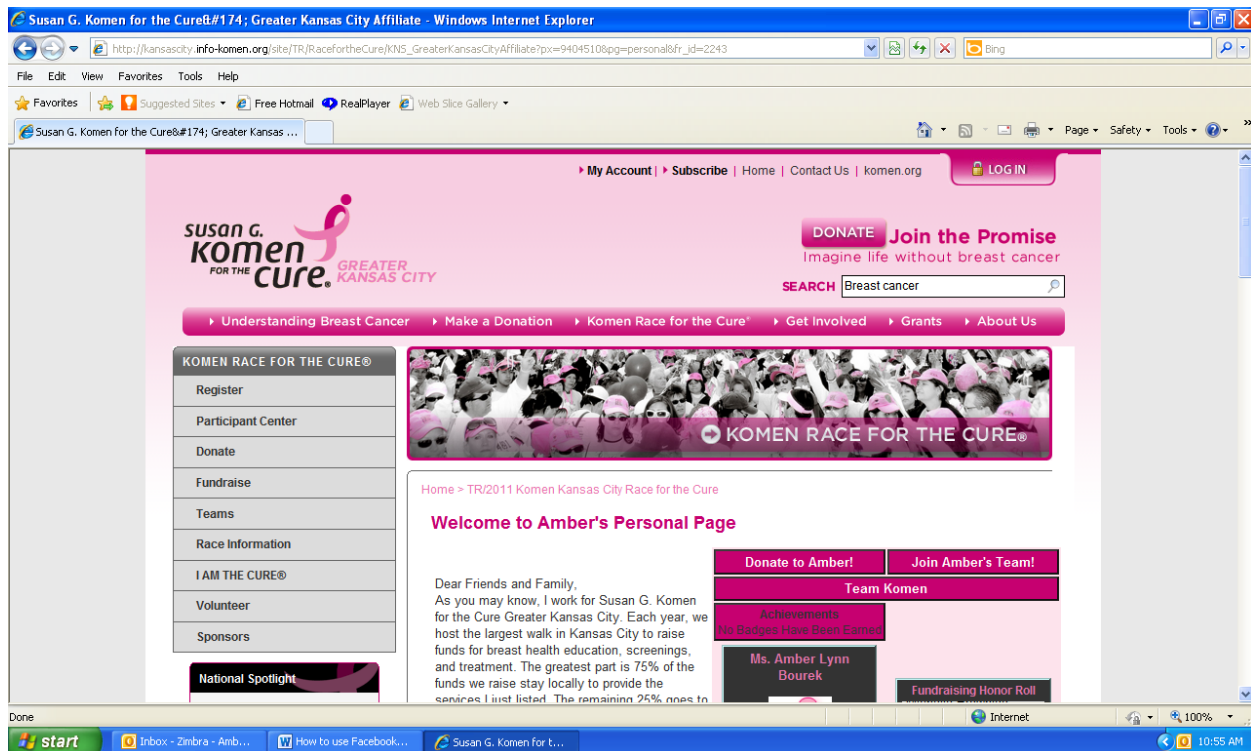 Susan G. Komen for the Cure&#174; Greater Kansas City Affiliate - Windows Internet Explorer
http://kansascity.info-komen.org/site/TR/RacefortheCure/KNS_GreaterKansasCityAffiliate?px=9404510&pg=personal&fr_id=2243
Bing
File Edit View Favorites Tools Help
Favorites Suggested Sites Free Hotmail RealPlayer Web Slice Gallery
Susan G. Komen for the Cure&#174; Greater Kansas ...
Page Safety Tools
My Account | Subscribe | Home | Contact Us | komen.org
LOG IN
susan G.
komen
FOR THE cure®
GREATER
KANSAS CITY
DONATE Join the Promise
Imagine life without breast cancer
SEARCH Breast cancer
Understanding Breast Cancer Make a Donation Komen Race for the Cure® Get Involved Grants About Us
KOMEN RACE FOR THE CURE®
Register
Participant Center
Donate
Fundraise
Teams
Race Information
I AM THE CURE®
Volunteer
Sponsors
National Spotlight
KOMEN RACE FOR THE CURE®
Home > TR/2011 Komen Kansas City Race for the Cure
Welcome to Amber's Personal Page
Dear Friends and Family,
As you may know, I work for Susan G. Komen
for the Cure Greater Kansas City. Each year, we
host the largest walk in Kansas City to raise
funds for breast health education, screenings,
and treatment. The greatest part is 75% of the
funds we raise stay locally to provide the
services I just listed. The remaining 25% goes to
Donate to Amber!
Join Amber's Team!
Team Komen
Achievements
No Badges Have Been Earned
Ms. Amber Lynn
Bourek
Fundraising Honor Roll
Done
Internet
100%
start
Inbox - Zimbra - Amb...
How to use Facebook...
Susan G. Komen for t...
10:55 AM